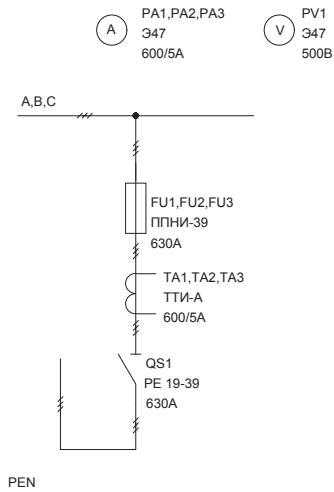 A
PA1,PA2,PA3
Э47
600/5А
V
PV1
Э47
500В
A,B,C
FU1,FU2,FU3
ППНИ-39
630А
TA1,TA2,TA3
ТТИ-А
600/5А
QS1
РЕ 19-39
630А
PEN